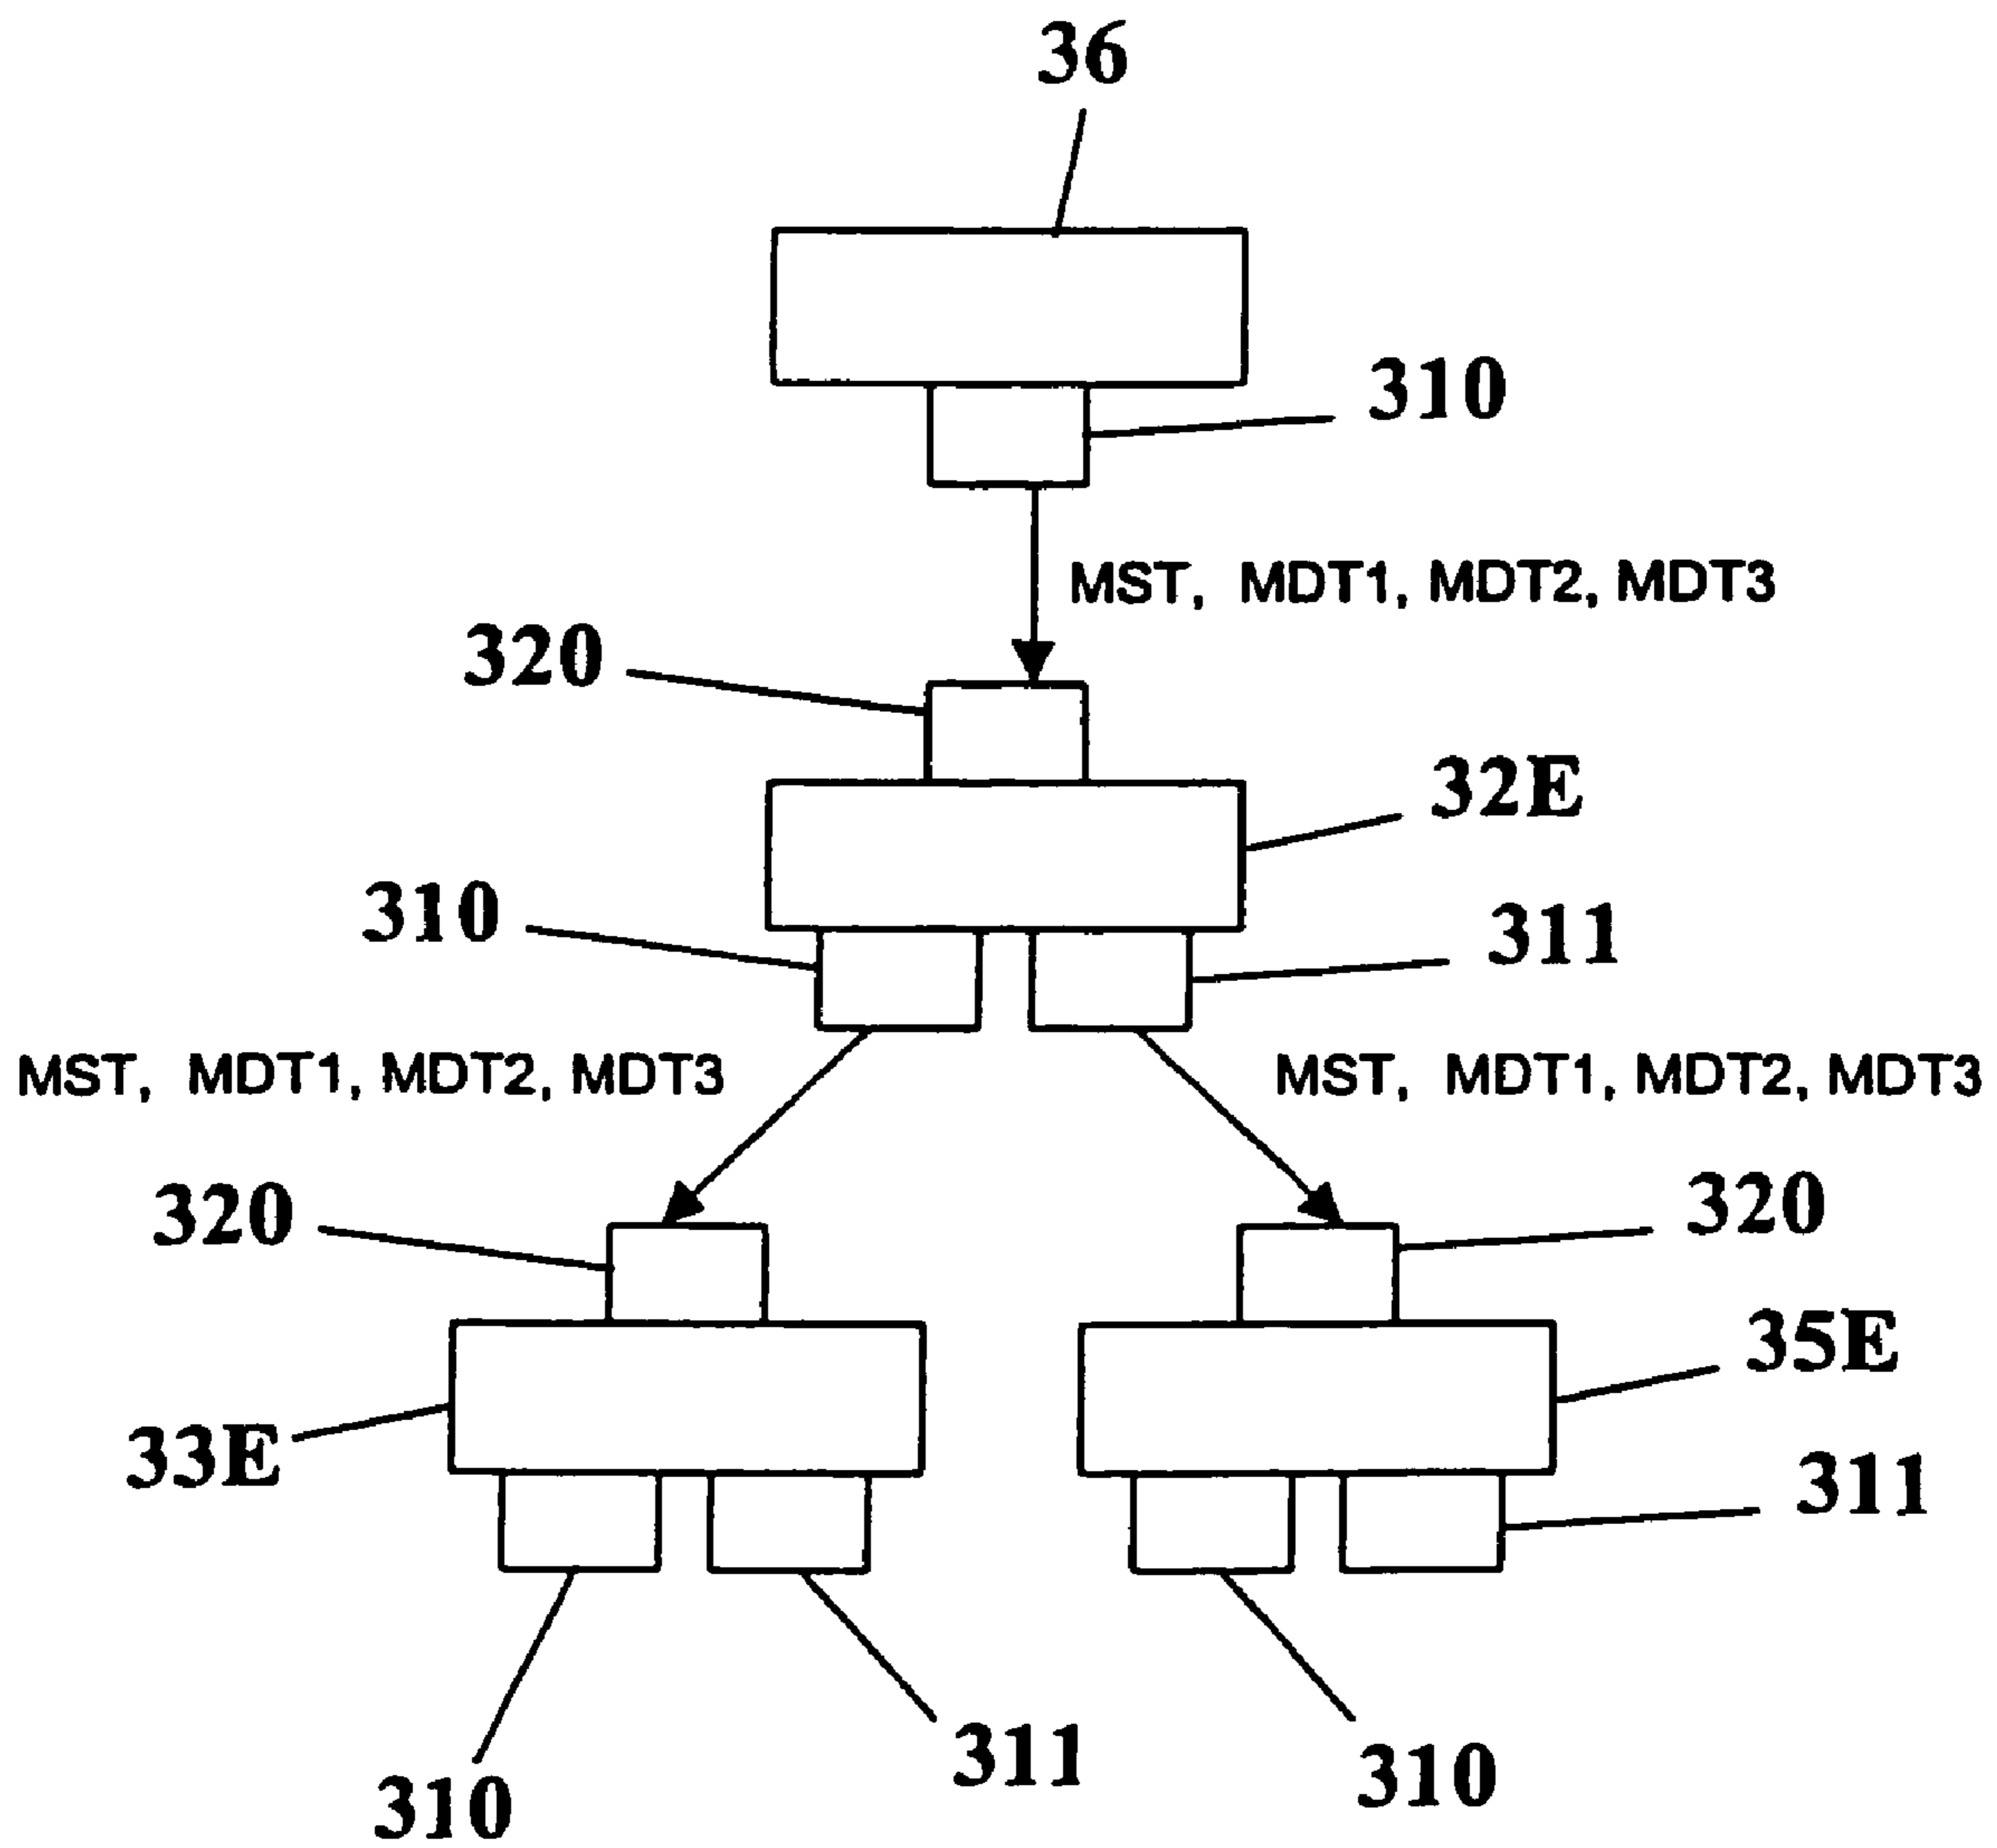 36
310
MST, MDT1, MDT2, MDT3
320
32E
310
311
MST, MDT1, MDT2, MDT3
MST, MDT1, MDT2, MDT3
320
320
35E
33E
311
311
310
310